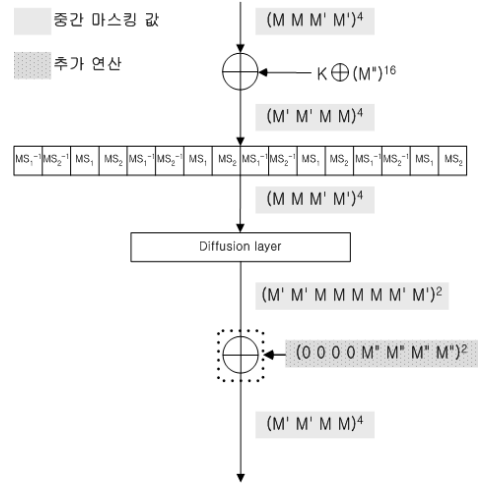 중간 마스킹 값
(M M M' M')⁴
추가 연산
K⊕(M")¹⁶
(M' M' M M)⁴
MS₁⁻¹ MS₂⁻¹ MS₁ MS₂ MS₁⁻¹ MS₂⁻¹ MS₁ MS₂ MS₁⁻¹ MS₂⁻¹ MS₁ MS₂ MS₁⁻¹ MS₂⁻¹ MS₁ MS₂
(M M M' M')⁴
Diffusion layer
(M' M' M M M M M' M')²
(0 0 0 0 M" M" M" M")²
(M' M' M M)⁴